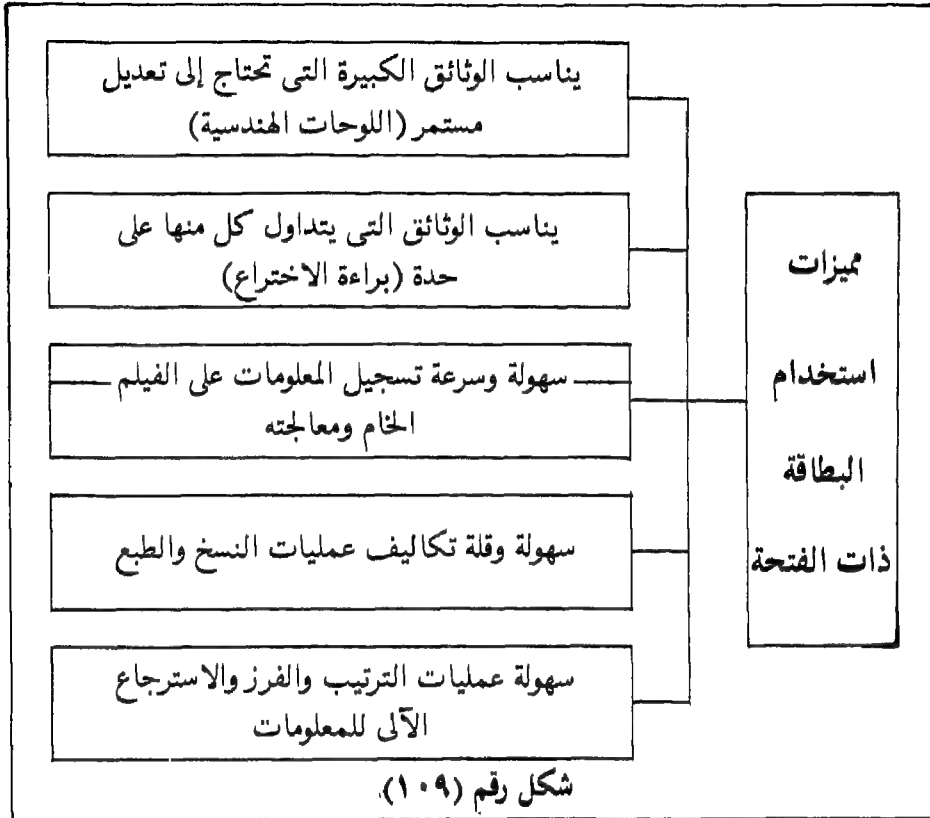 مميزات
استخدام
البطاقة
ذات الفتحة
يناسب الوثائق الكبيرة التى تحتاج إلى تعديل
مستمر (اللوحات الهندسية)
يناسب الوثائق التى يتداول كل منها على
حدة (براءة الاختراع)
سهولة وسرعة تسجيل المعلومات على الفيلم
الخام ومعالجته
سهولة وقلة تكاليف عمليات النسخ والطبع
سهولة عمليات الترتيب والفرز والاسترجاع
الآلى للمعلومات
شكل رقم (١٠٩)